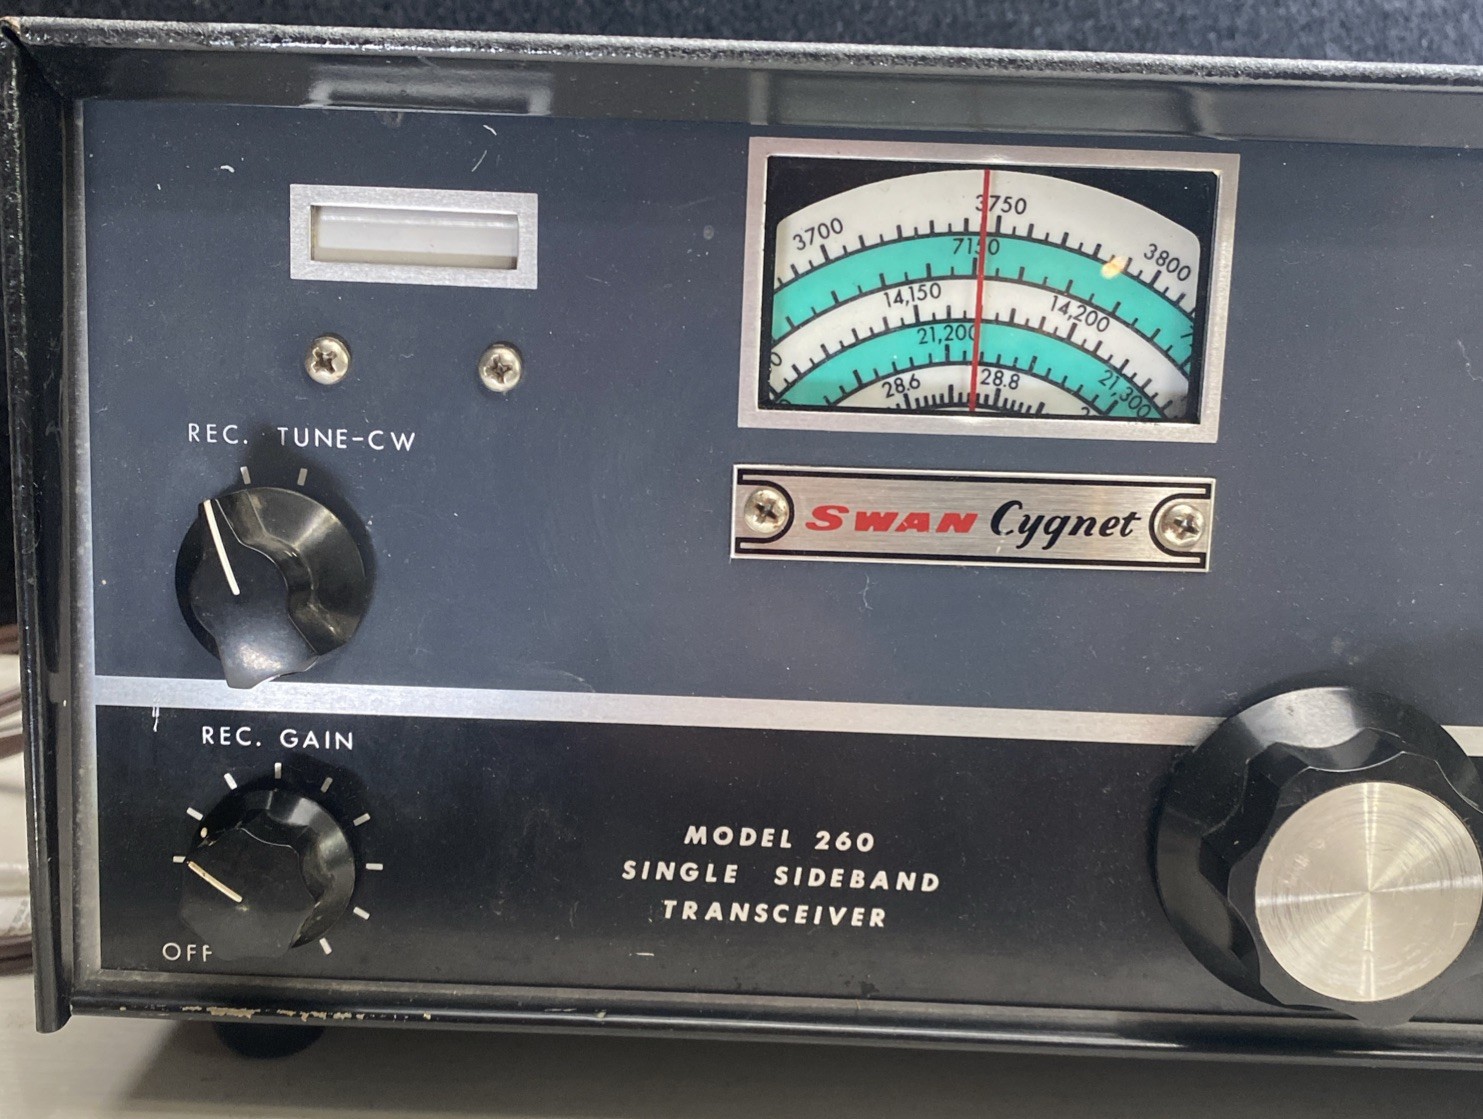 3700 3750 3800
7150
14,150 14,200
21,200 21,300
28.6 28.8
REC. TUNE-CW
SWAN Cygnet
REC. GAIN
OFF
MODEL 260
SINGLE SIDEBAND
TRANSCEIVER